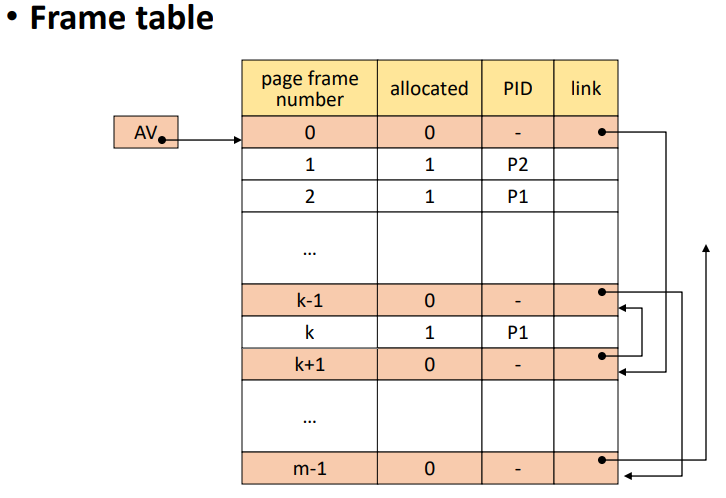 • Frame table
page frame number allocated PID link
AV
0 0 -
1 1 P2
2 1 P1
...
k-1 0 -
k 1 P1
k+1 0 -
...
m-1 0 -